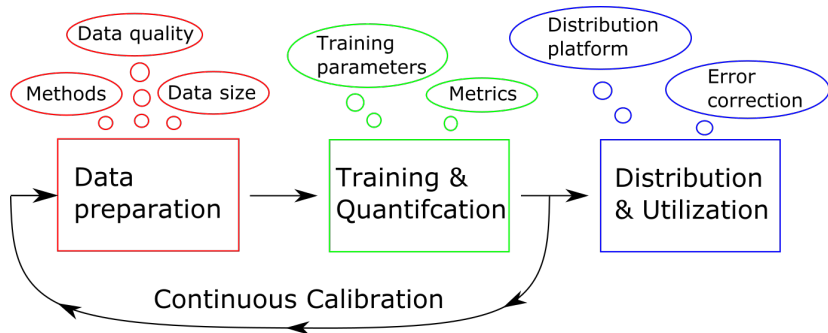 Data quality
Methods
Data size
Training
parameters
Metrics
Distribution
platform
Error
correction
Data
preparation
Training &
Quantifcation
Distribution
& Utilization
Continuous Calibration